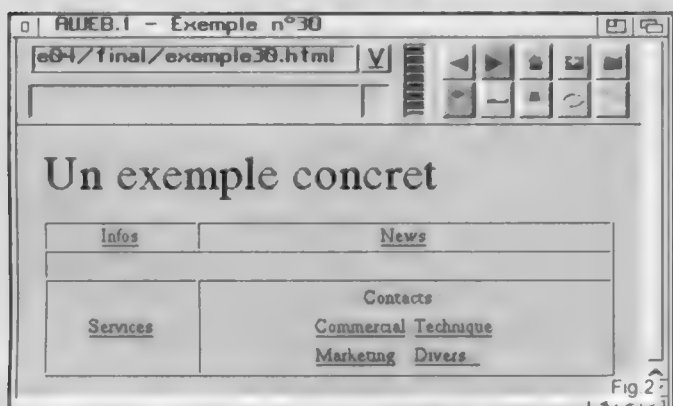 AWEB.1 - Exemple n°30
e04/final/exemple30.html V
Un exemple concret
Infos News
Services
Contacts
Commercial Technique
Marketing Divers
Fig 2